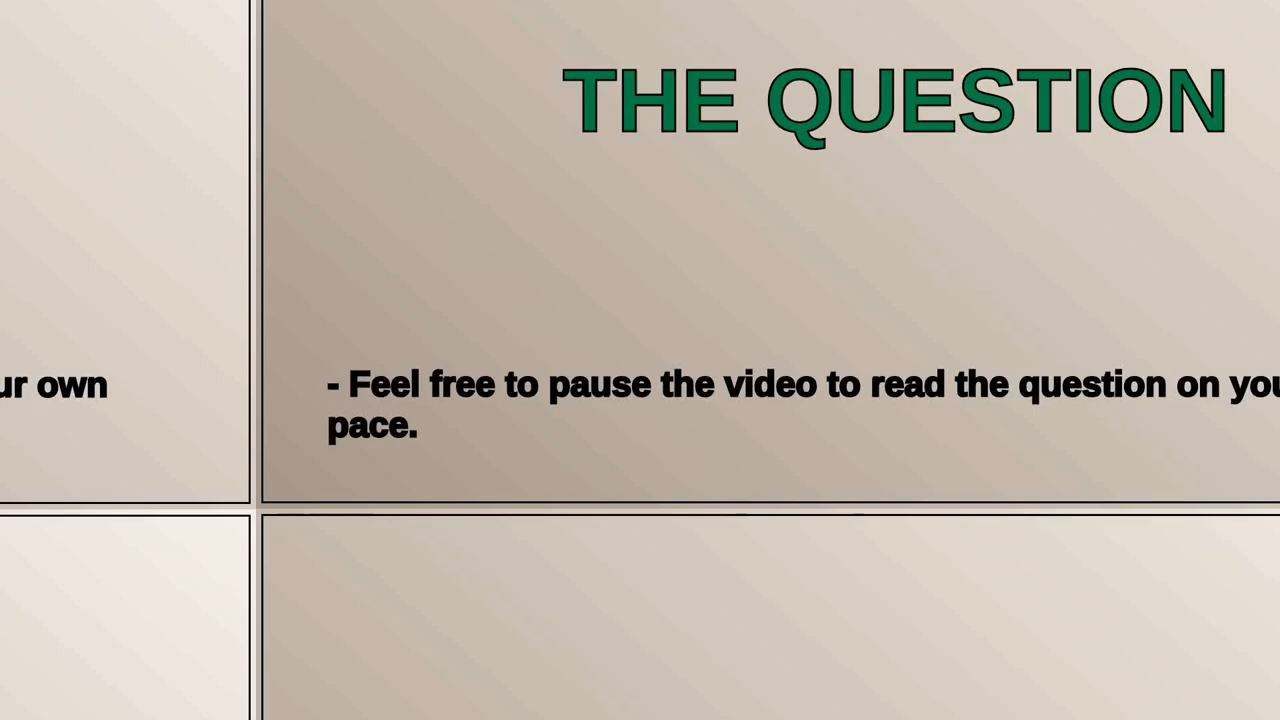 THE QUESTION
ur own
- Feel free to pause the video to read the question on you
pace.